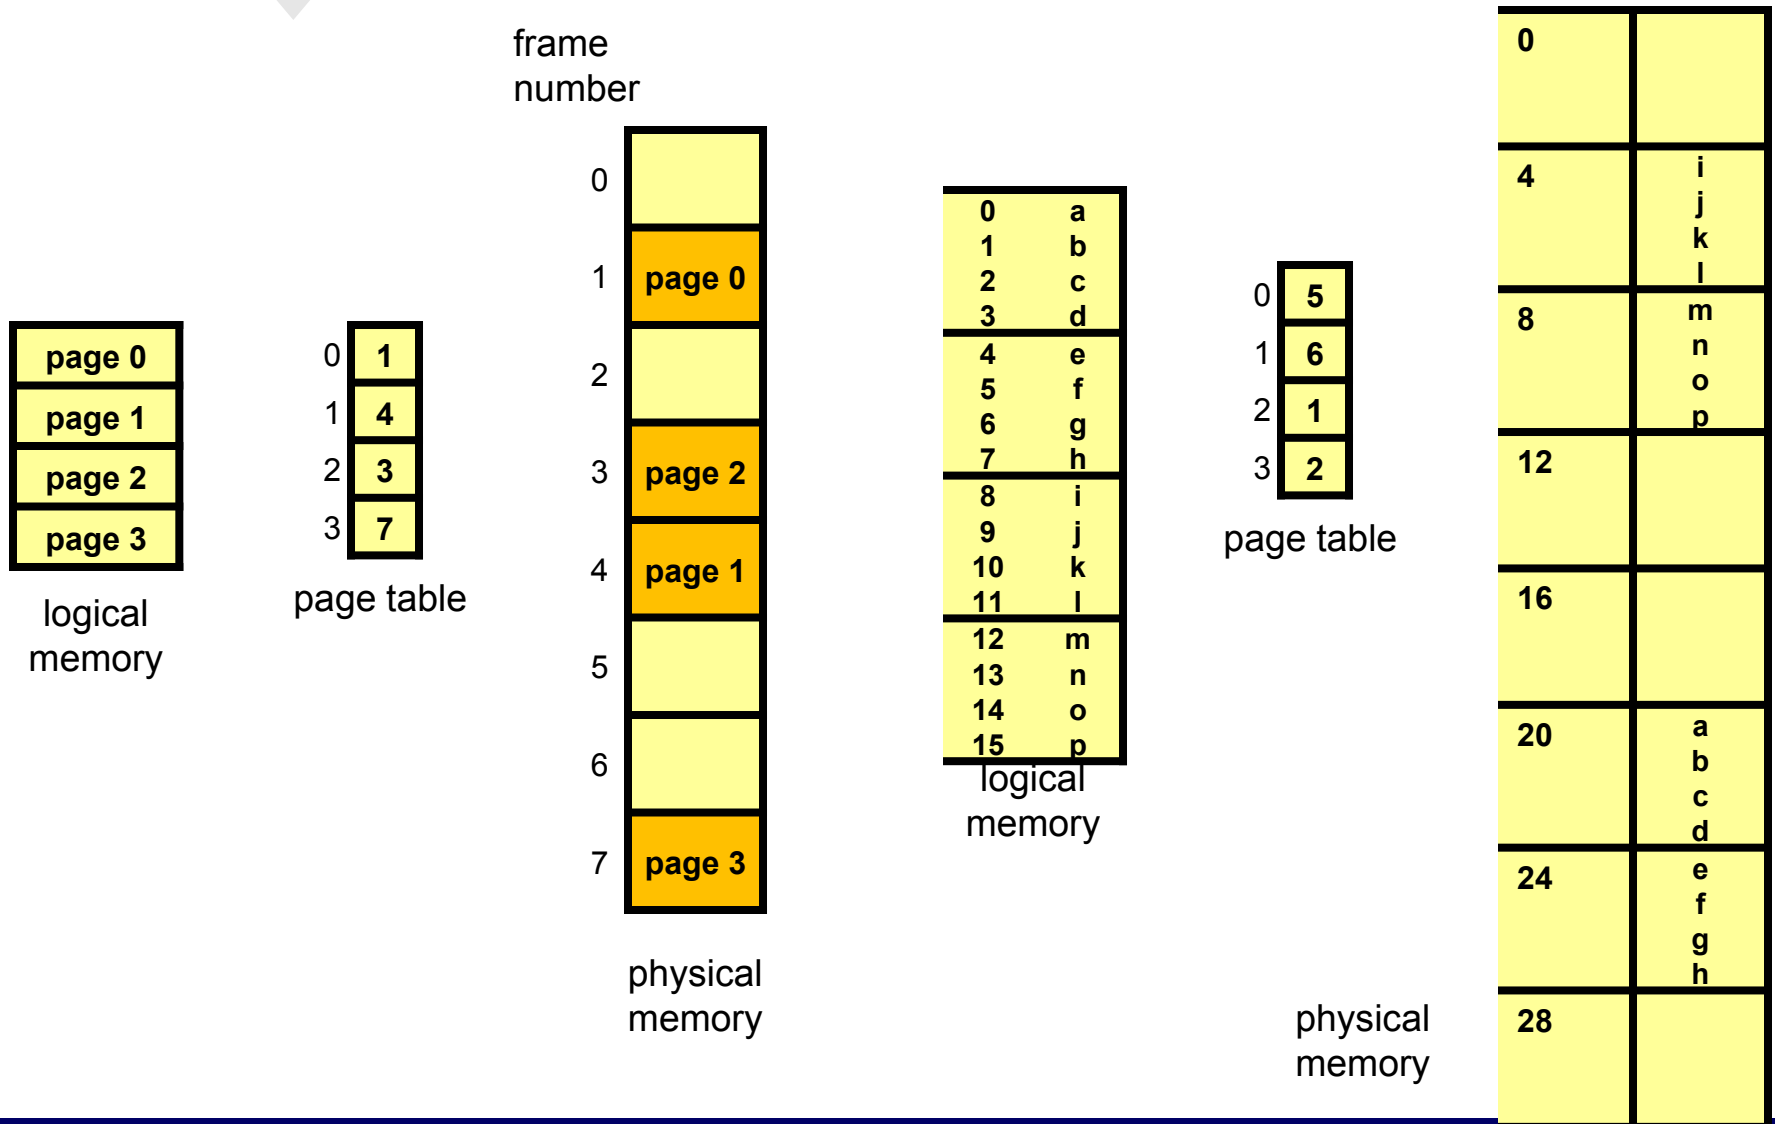 frame
number
0
1 page 0
2
3 page 2
4 page 1
5
6
7 page 3
physical
memory
page 0
page 1
page 2
page 3
logical
memory
0 1
1 4
2 3
3 7
page table
0 a
1 b
2 c
3 d
4 e
5 f
6 g
7 h
8 i
9 j
10 k
11 l
12 m
13 n
14 o
15 p
logical
memory
0 5
1 6
2 1
3 2
page table
0
4 i
j
k
l
8 m
n
o
p
12
16
20 a
b
c
d
24 e
f
g
h
28
physical
memory